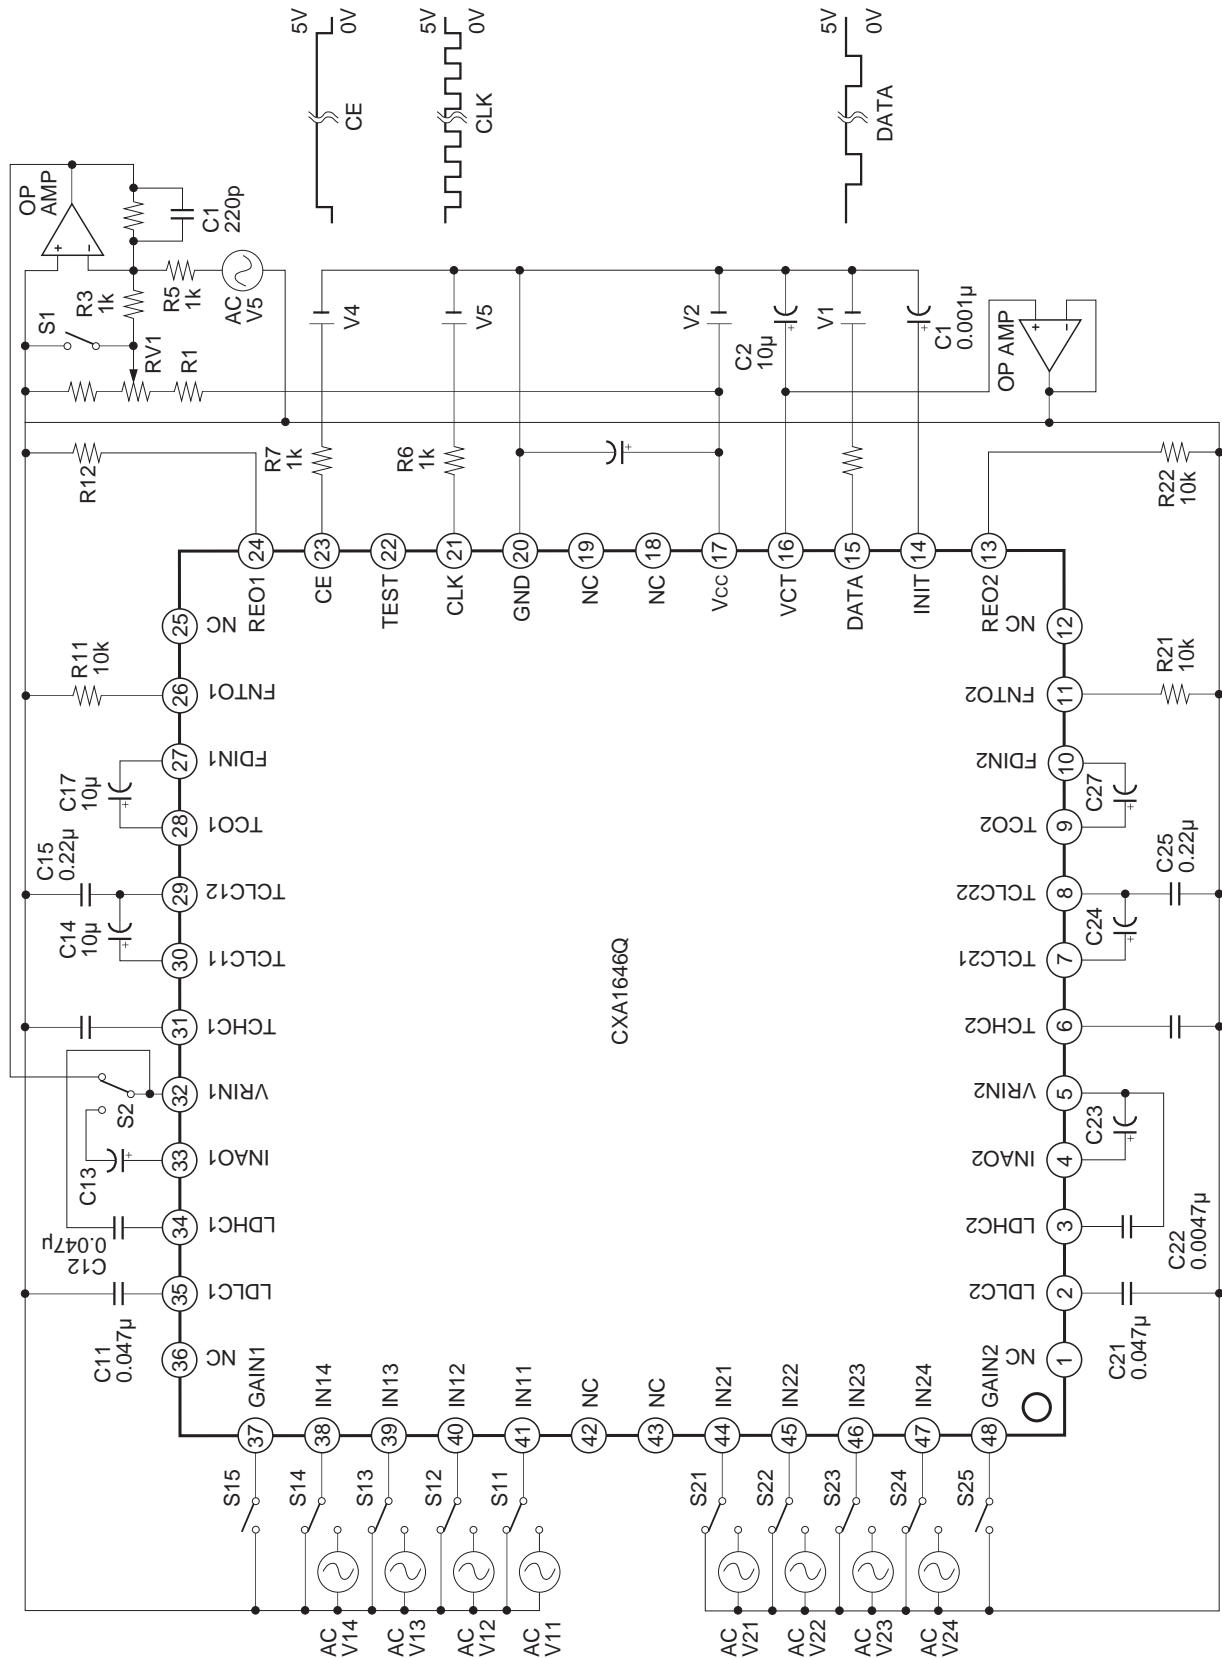 5V
0V
CE
5V
0V
CLK
5V
0V
DATA
OP
AMP
+
–
C1
220p
R3
1k
R5
1k
AC
V5
S1
RV1
R1
V4
V5
V2
C2
10µ
+
V1
C1
0.001µ
+
OP AMP
+
–
R12
R7
1k
R6
1k
+
R22
10k
24
REO1
23
CE
22
TEST
21
CLK
20
GND
19
NC
18
NC
17
VCC
16
VCT
15
DATA
14
INIT
13
REO2
25
NC
26
FNTO1
R11
10k
27
FDIN1
C17
10µ
+
28
TCO1
29
TCLC12
C15
0.22µ
C14
10µ
+
30
TCLC11
31
TCHC1
32
VRIN1
S2
33
INAO1
C13
+
34
LDHC1
C12
0.047µ
35
LDLC1
C11
0.047µ
36
NC
CXA1646Q
12
NC
11
FNTO2
R21
10k
10
FDIN2
C27
+
9
TCO2
8
TCLC22
C25
0.22µ
C24
+
7
TCLC21
6
TCHC2
5
VRIN2
C23
+
4
INAO2
3
LDHC2
C22
0.0047µ
2
LDLC2
C21
0.047µ
1
NC
GAIN1
37
S15
IN14
38
S14
IN13
39
S13
IN12
40
S12
IN11
41
S11
NC
42
NC
43
IN21
44
S21
IN22
45
S22
IN23
46
S23
IN24
47
S24
GAIN2
48
S25
AC
V14
AC
V13
AC
V12
AC
V11
AC
V21
AC
V22
AC
V23
AC
V24